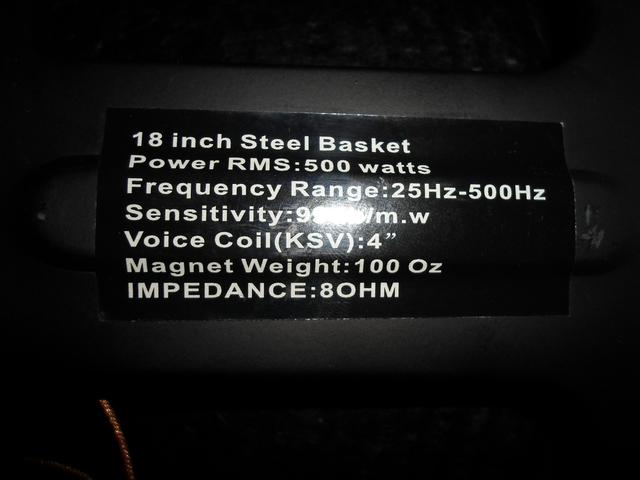 18 inch Steel Basket
Power RMS:500 watts
Frequency Range:25Hz-500Hz
Sensitivity:
Voice Coil(KSV):4”
Magnet Weight:100 Oz
IMPEDANCE:8OHM